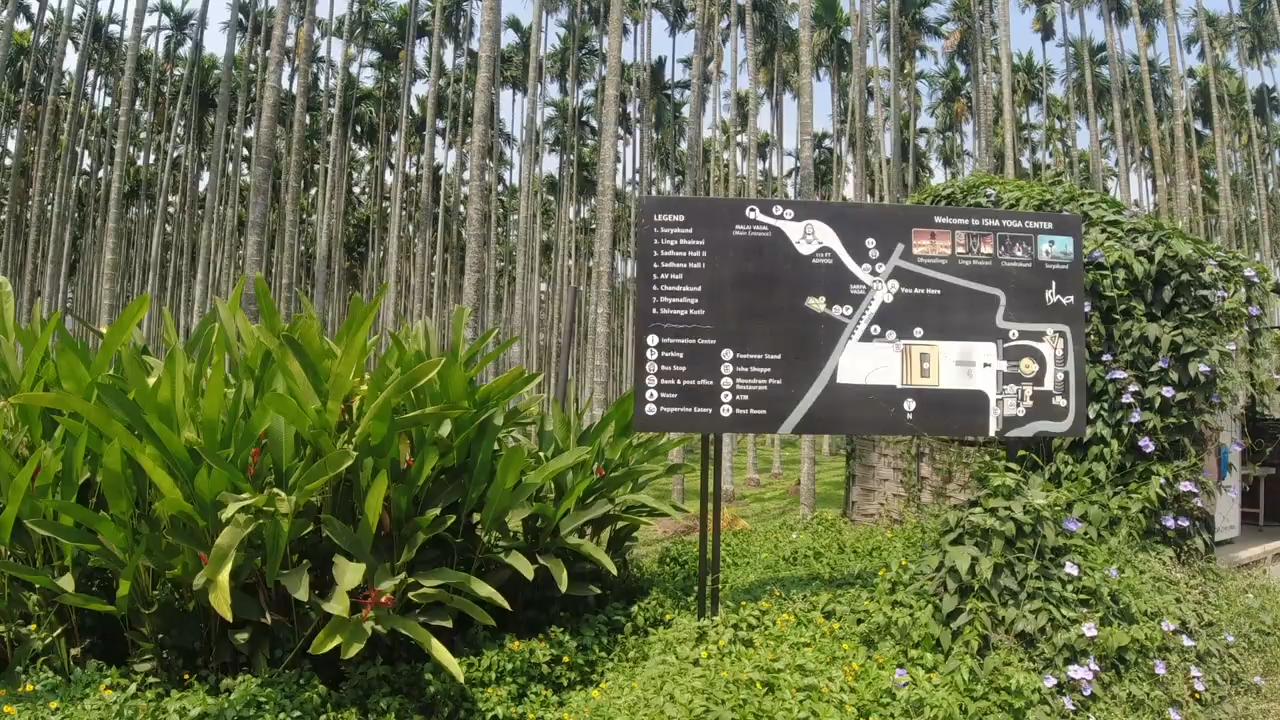 LEGEND
1. Suryakund
2. Linga Bhairavi
3. Sadhana Hall II
4. Sadhana Hall I
5. AV Hall
6. Chandrakund
7. Dhyanalinga
8. Shivanga Kutir
Information Center
Parking
Bus Stop
Bank & post office
Water
Peppervine Eatery
Footwear Stand
Isha Shoppe
Moondram Pirai
Restaurant
ATM
Rest Room
MALAI VASAL
(Main Entrance)
112 FT
ADIYOGI
SARPA
VASAL
You Are Here
N
Welcome to ISHA YOGA CENTER
Dhyanalinga
Linga Bhairavi
Chandrakund
Suryakund
isha